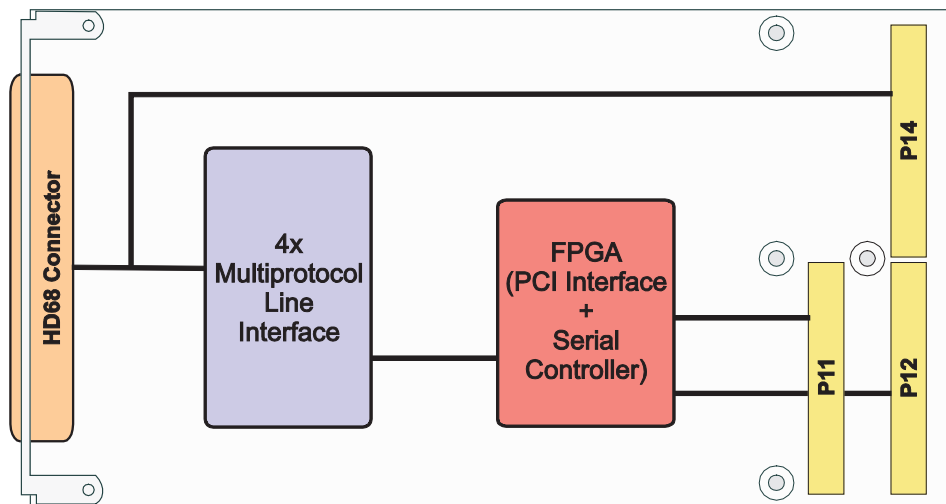 HD68 Connector
4x
Multiprotocol
Line
Interface
FPGA
(PCI Interface
+
Serial
Controller)
P14
P11
P12